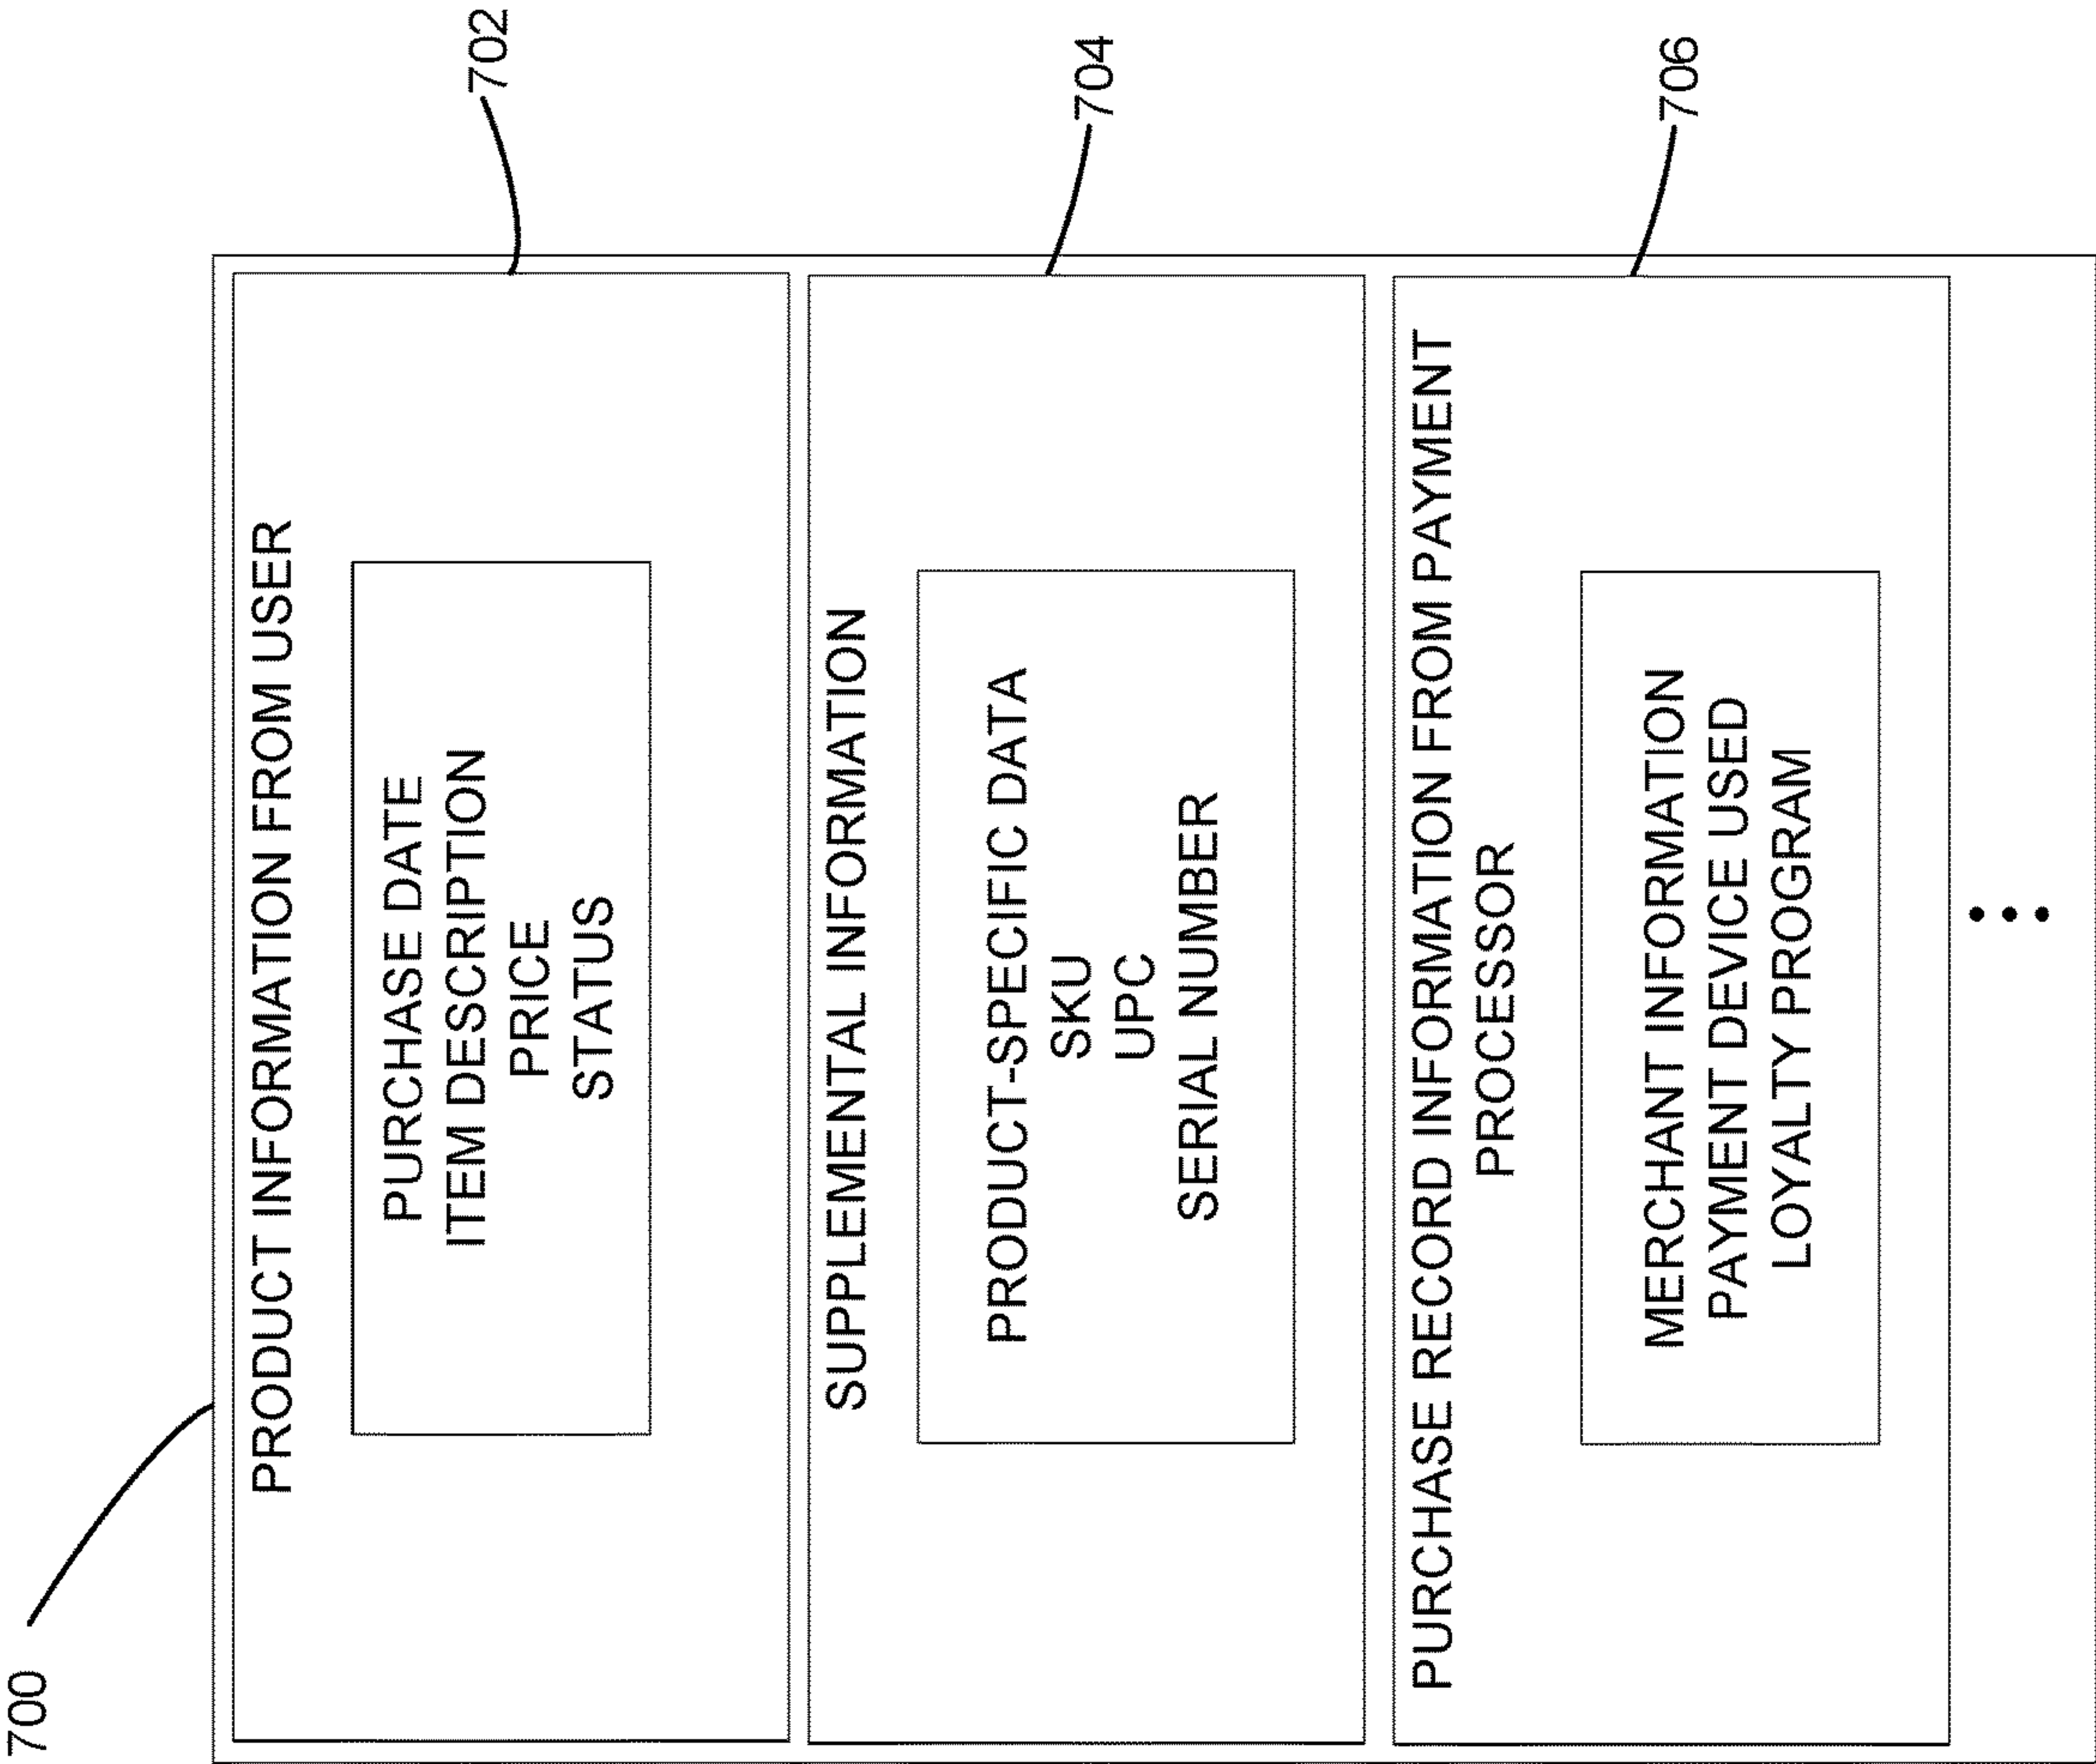 700
PRODUCT INFORMATION FROM USER
702
PURCHASE DATE
ITEM DESCRIPTION
PRICE
STATUS
SUPPLEMENTAL INFORMATION
704
PRODUCT-SPECIFIC DATA
SKU
UPC
SERIAL NUMBER
PURCHASE RECORD INFORMATION FROM PAYMENT
PROCESSOR
706
MERCHANT INFORMATION
PAYMENT DEVICE USED
LOYALTY PROGRAM